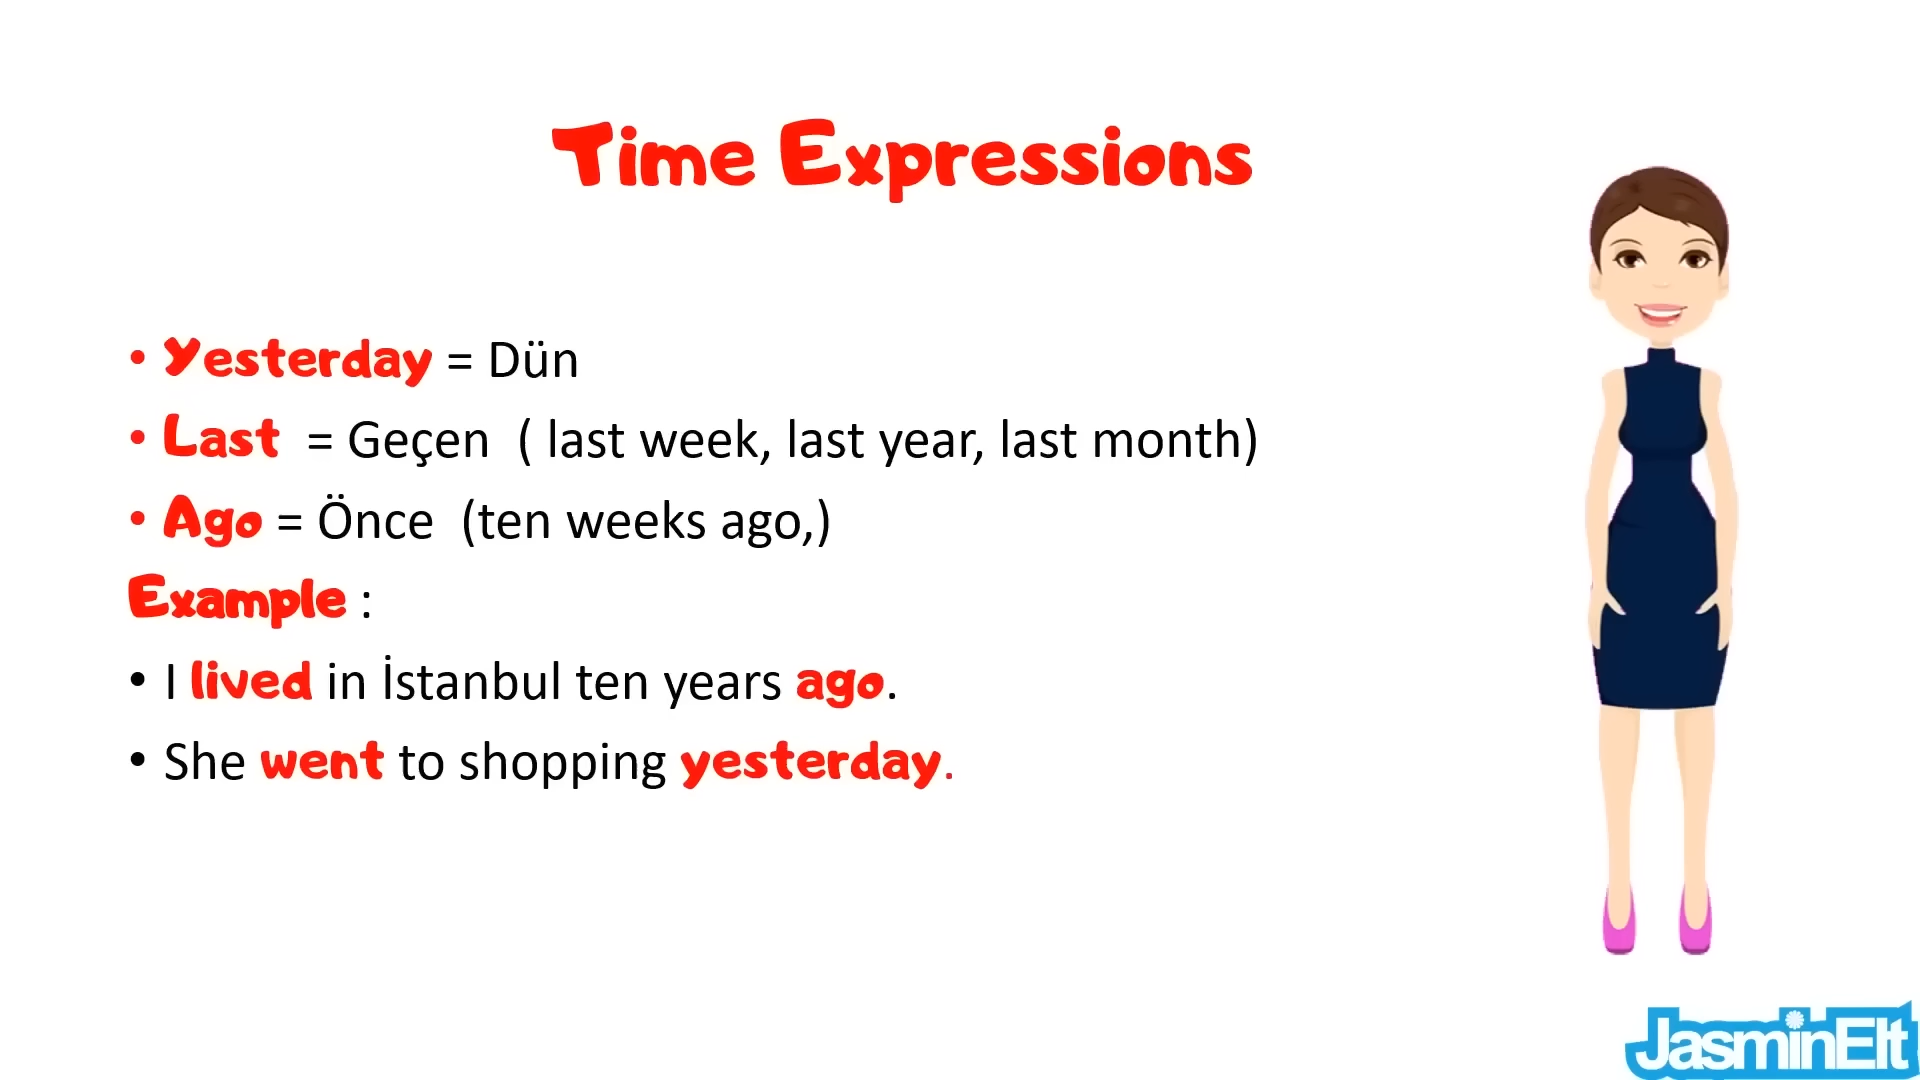 Time Expressions
• Yesterday = Dün
• Last = Geçen ( last week, last year, last month)
• Ago = Önce (ten weeks ago,)
Example :
• I lived in İstanbul ten years ago.
• She went to shopping yesterday.
JasminElt